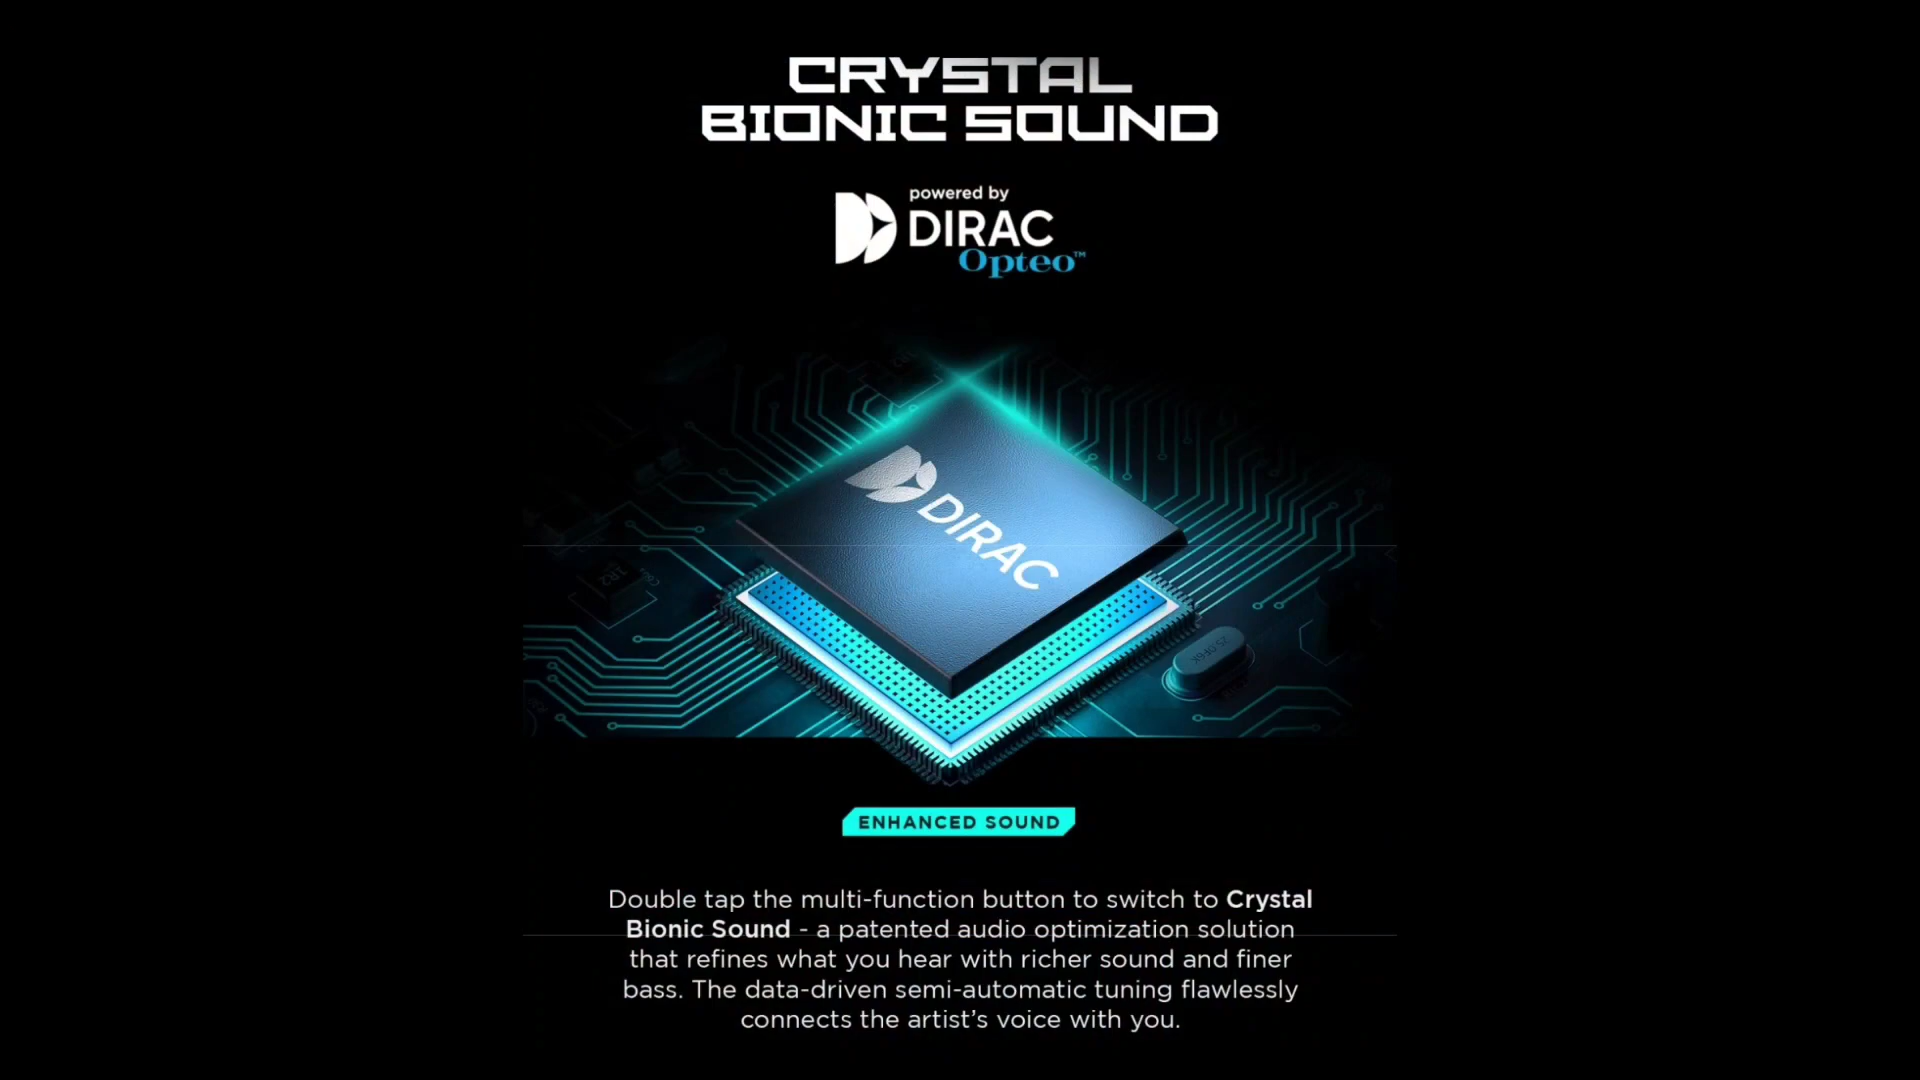 CRYSTAL
BIONIC SOUND
powered by
DIRAC
Opteo™
DIRAC
1R2
ENHANCED SOUND
Double tap the multi-function button to switch to Crystal
Bionic Sound - a patented audio optimization solution
that refines what you hear with richer sound and finer
bass. The data-driven semi-automatic tuning flawlessly
connects the artist's voice with you.